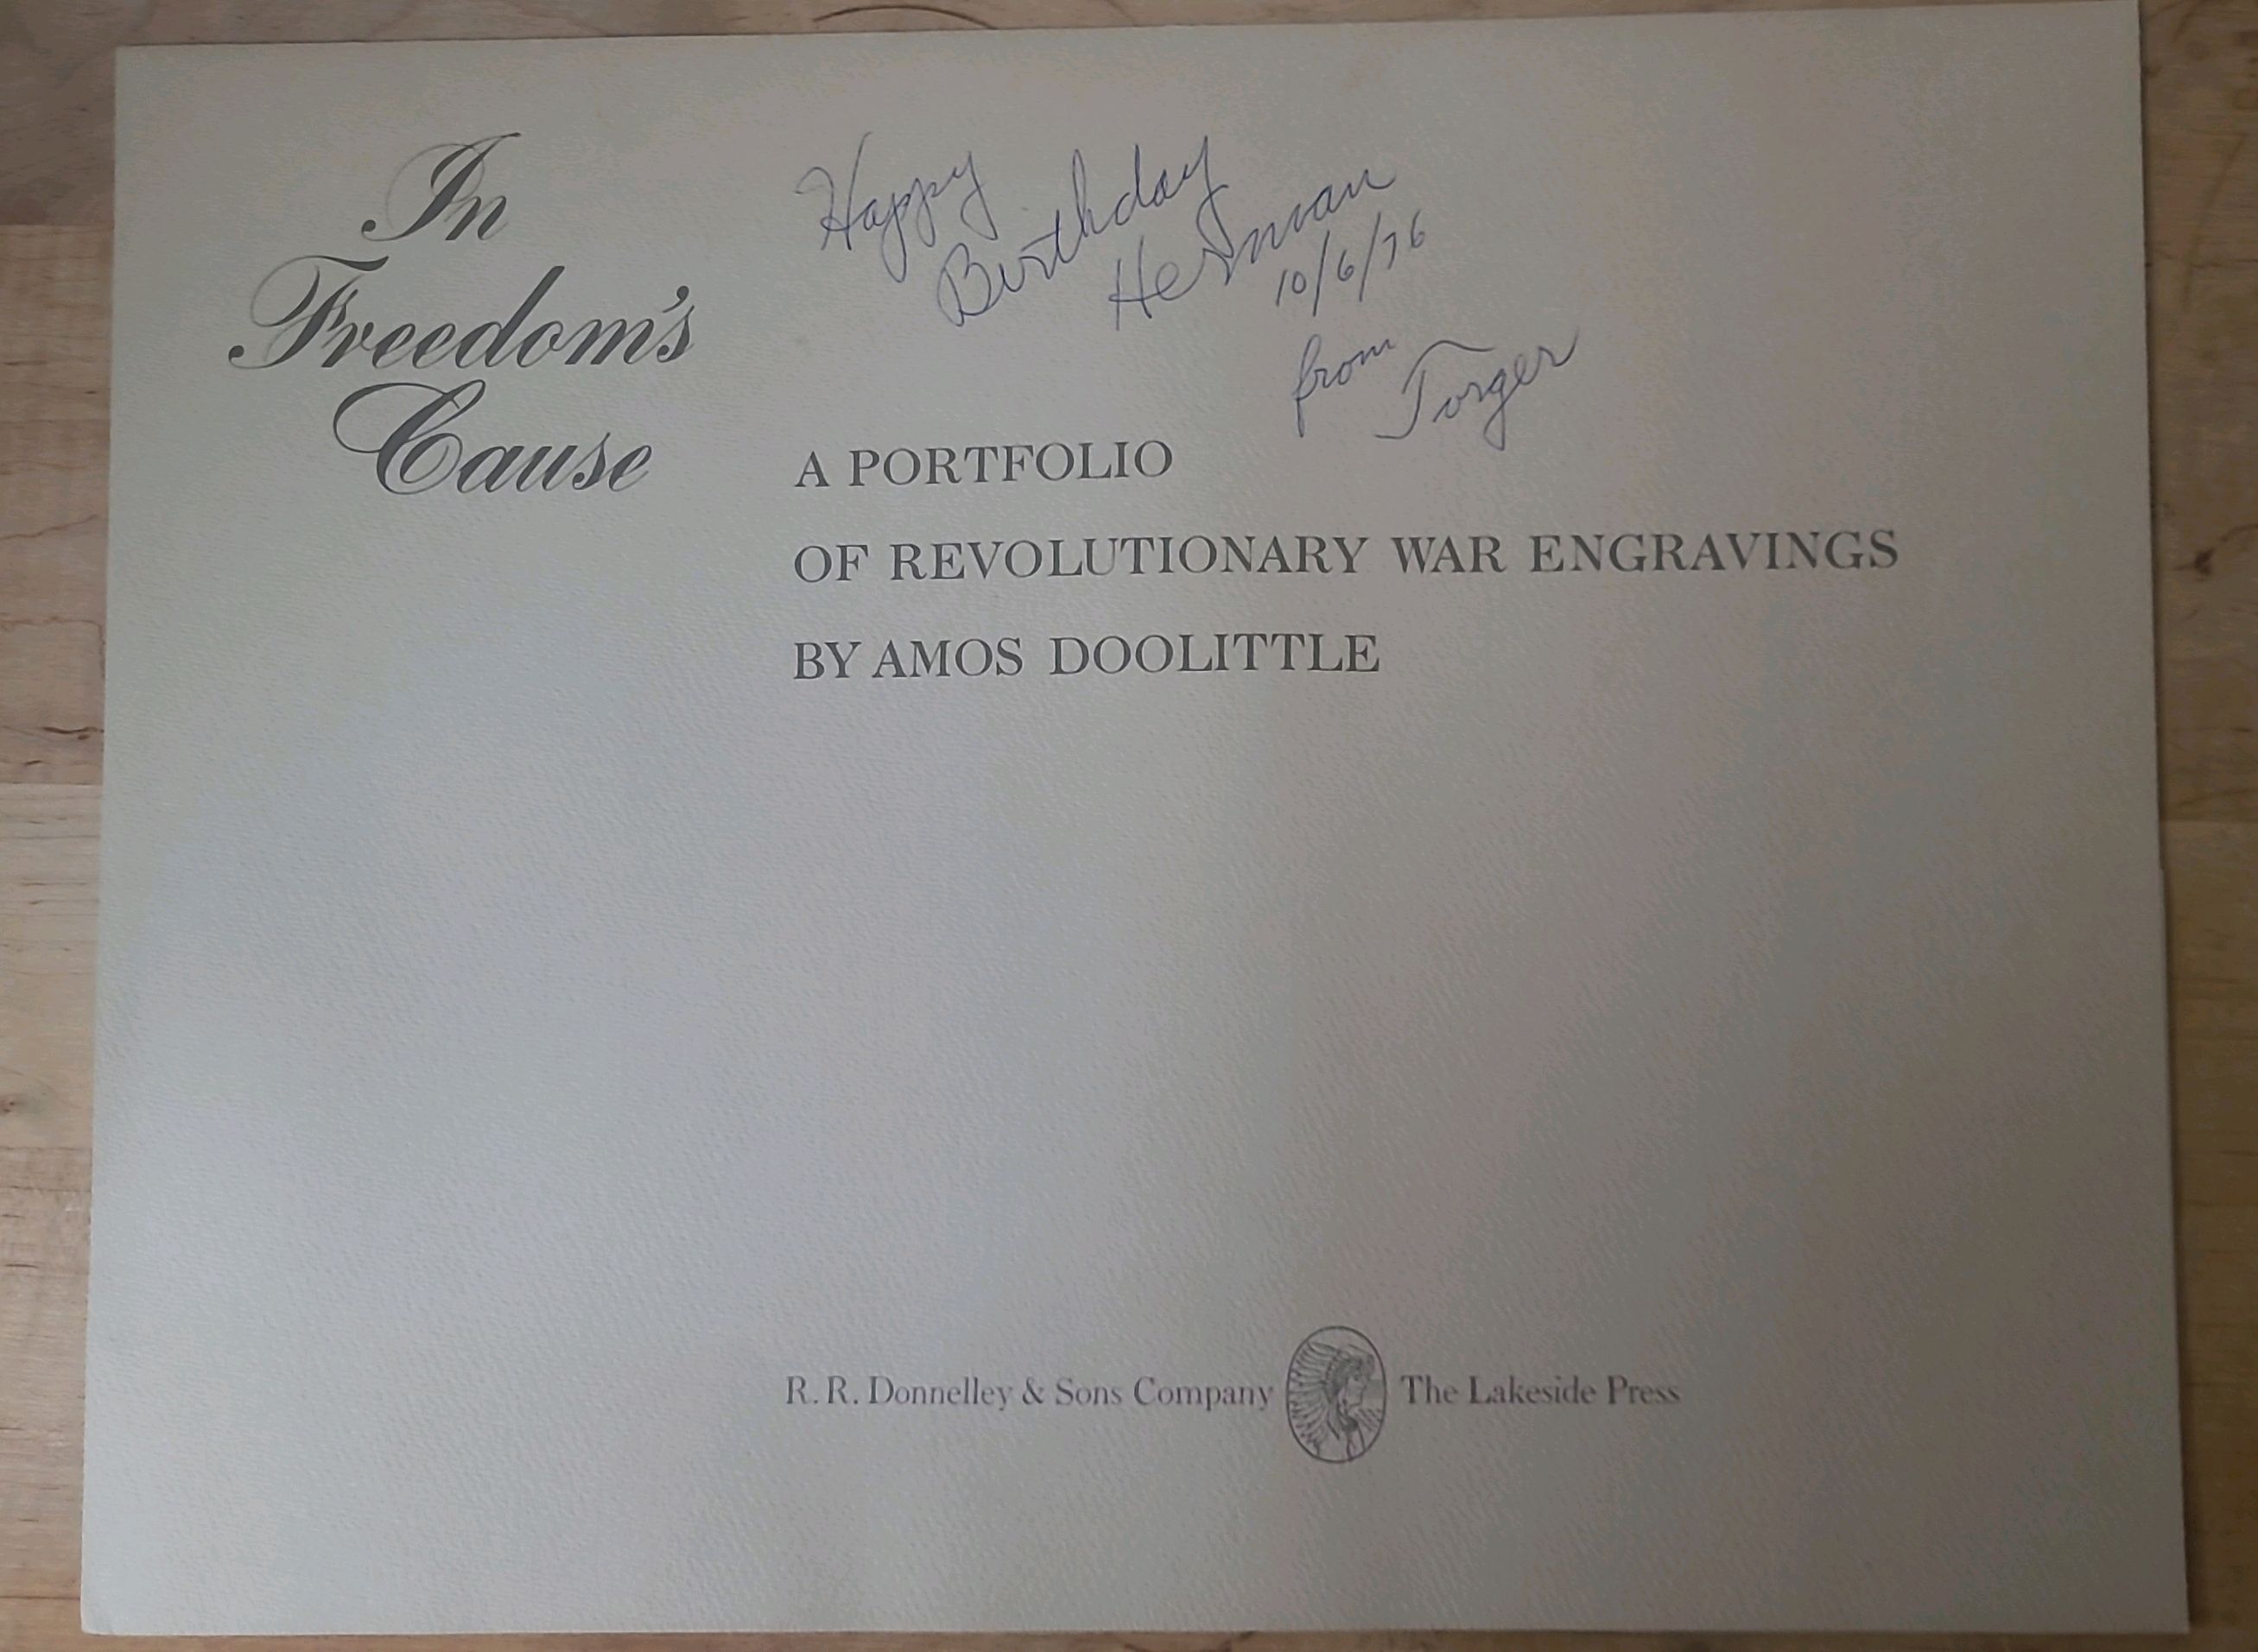 In
Freedom's
Cause
Happy
Birthday
Herman
10/6/76
from
Torger
A PORTFOLIO
OF REVOLUTIONARY WAR ENGRAVINGS
BY AMOS DOOLITTLE
R. R. Donnelley & Sons Company The Lakeside Press